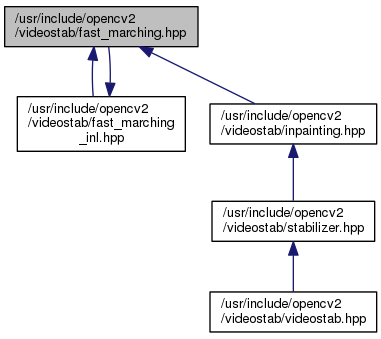 /usr/include/opencv2
/videostab/fast_marching.hpp
/usr/include/opencv2
/videostab/fast_marching
_inl.hpp
/usr/include/opencv2
/videostab/inpainting.hpp
/usr/include/opencv2
/videostab/stabilizer.hpp
/usr/include/opencv2
/videostab/videostab.hpp